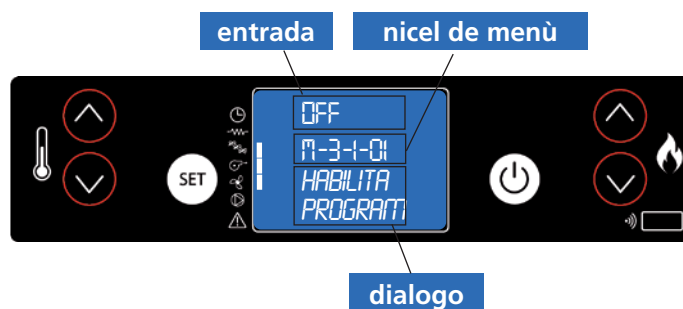 entrada nicel de menù
OFF
M-3-1-01
SET
HABILITA
PROGRAM
dialogo